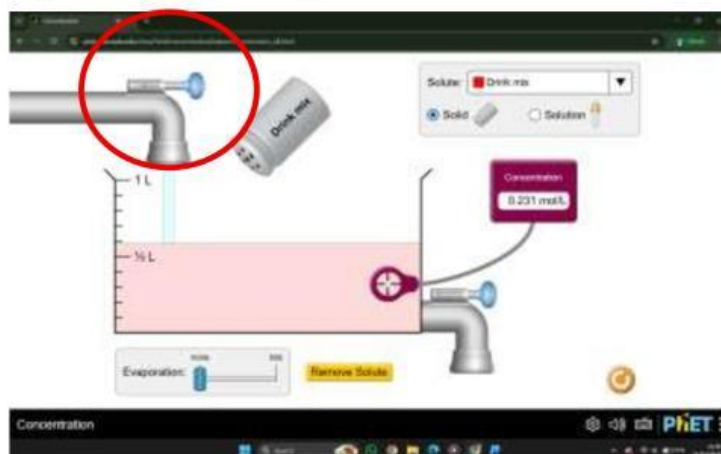 Concentration
Solute: Drink mix
Solid
Solution
Drink mix
1 L
½ L
Concentration
0.231 mol/L
Evaporation:
none
lots
Remove Solute
Concentration
PhET